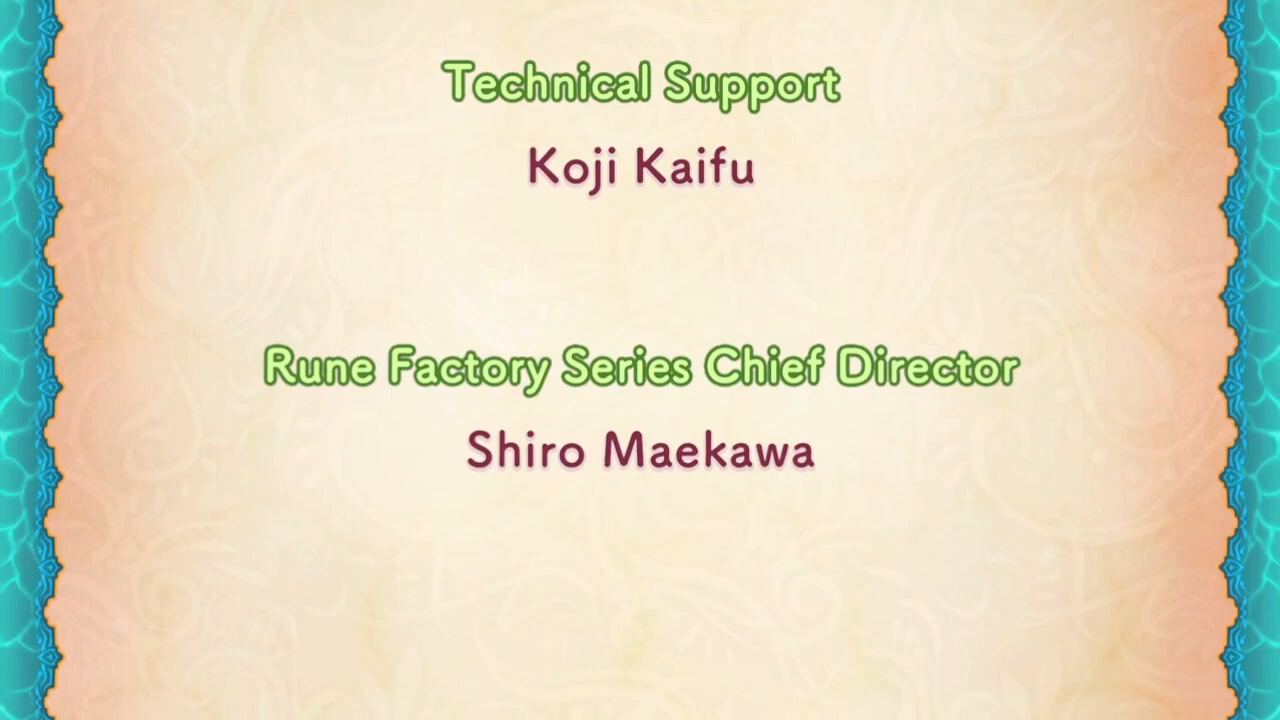 Technical Support
Koji Kaifu
Rune Factory Series Chief Director
Shiro Maekawa